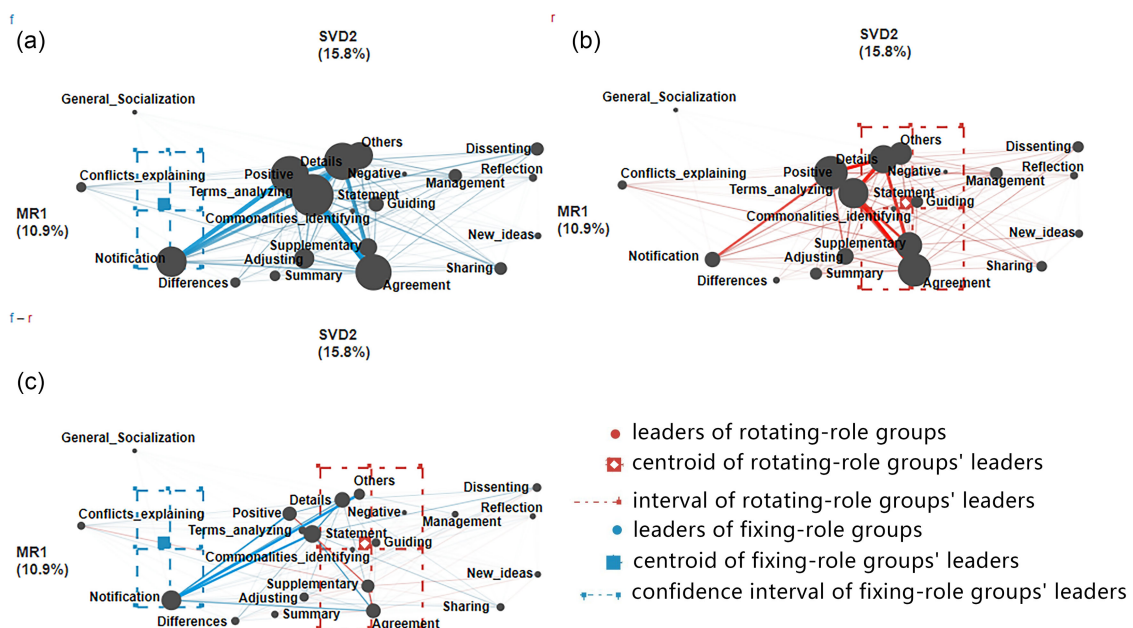 f
(a)
SVD2
(15.8%)
General_Socialization
Others
Dissenting
Details
Conflicts_explaining
Positive
Negative
Reflection
Management
Terms_analyzing
Statement
Guiding
MR1
(10.9%)
Commonalities_identifying
New_ideas
Supplementary
Notification
Adjusting
Sharing
Differences
Summary
Agreement
r
(b)
SVD2
(15.8%)
General_Socialization
Others
Dissenting
Details
Conflicts_explaining
Positive
Negative
Reflection
Management
Terms_analyzing
Statement
Guiding
MR1
(10.9%)
Commonalities_identifying
New_ideas
Supplementary
Notification
Adjusting
Sharing
Differences
Summary
Agreement
f – r
(c)
SVD2
(15.8%)
General_Socialization
Others
Dissenting
Details
Conflicts_explaining
Positive
Negative
Reflection
Management
Terms_analyzing
Statement
Guiding
MR1
(10.9%)
Commonalities_identifying
New_ideas
Supplementary
Notification
Adjusting
Sharing
Differences
Summary
Agreement
leaders of rotating-role groups
centroid of rotating-role groups' leaders
interval of rotating-role groups' leaders
leaders of fixing-role groups
centroid of fixing-role groups' leaders
confidence interval of fixing-role groups' leaders